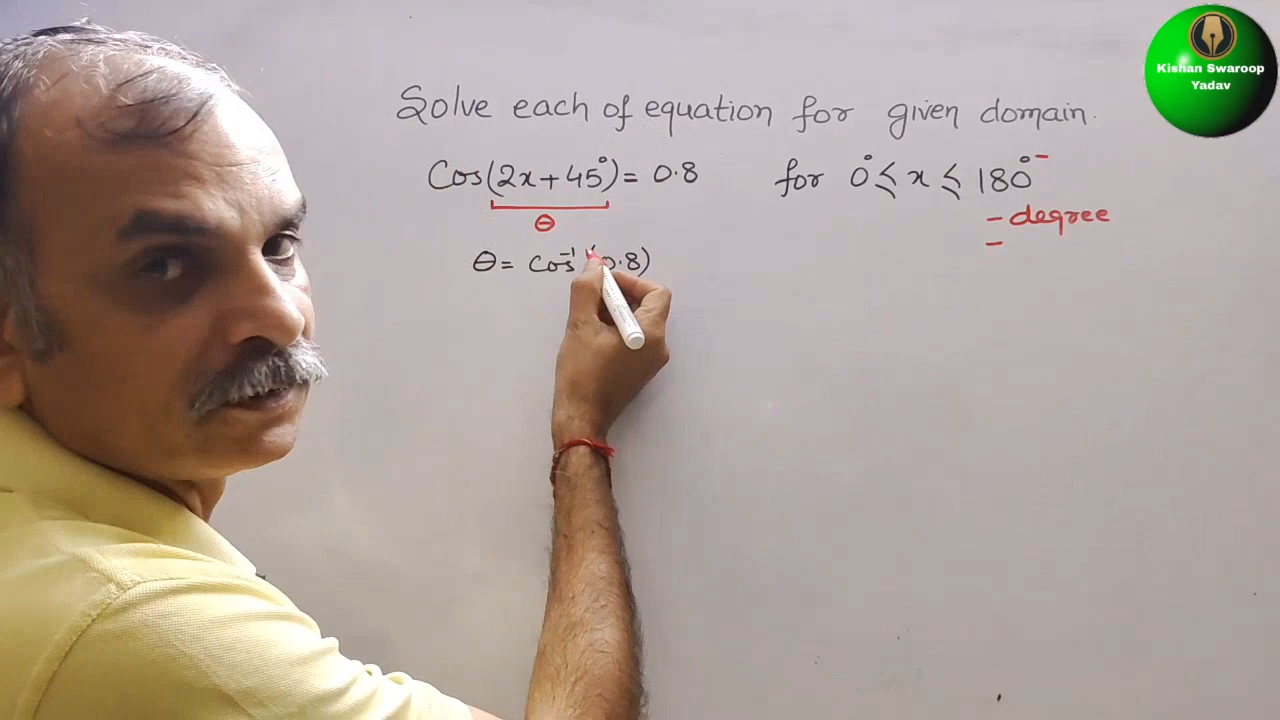 Kishan Swaroop
Yadav
Solve each of equation for given domain.
Cos(2x+45°)= 0.8 for 0° ≤ x ≤ 180°
- degree
θ
-
θ = Cos⁻¹(0.8)